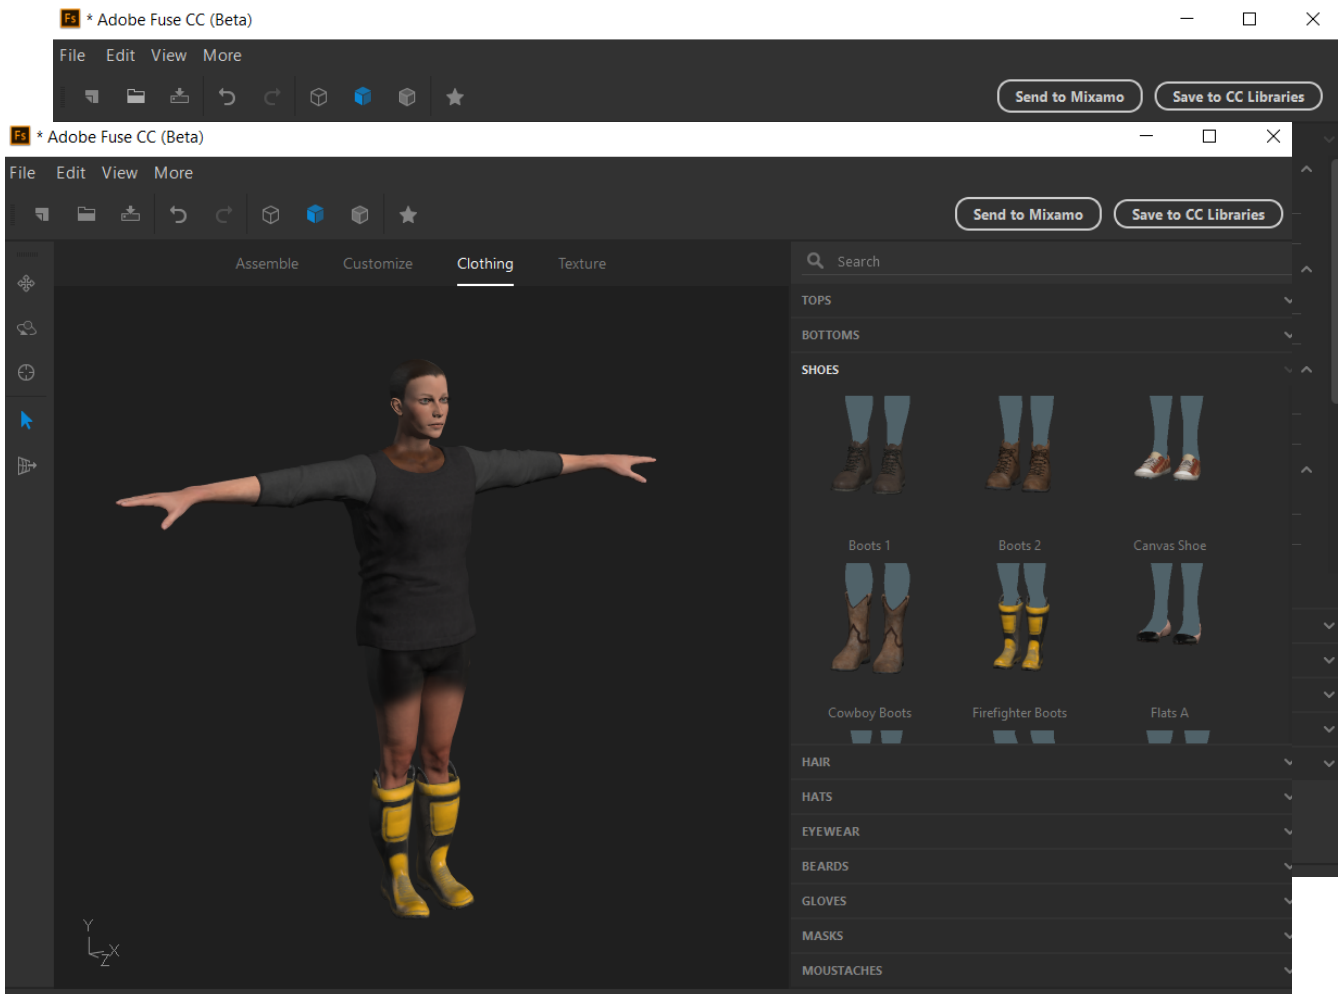 Fs * Adobe Fuse CC (Beta)
File Edit View More
Send to Mixamo Save to CC Libraries
Fs * Adobe Fuse CC (Beta)
File Edit View More
Send to Mixamo Save to CC Libraries
Assemble Customize Clothing Texture
Search
TOPS
BOTTOMS
SHOES
Boots 1 Boots 2 Canvas Shoe
Cowboy Boots Firefighter Boots Flats A
HAIR
HATS
EYEWEAR
BEARDS
GLOVES
MASKS
MOUSTACHES
Y
X
Z